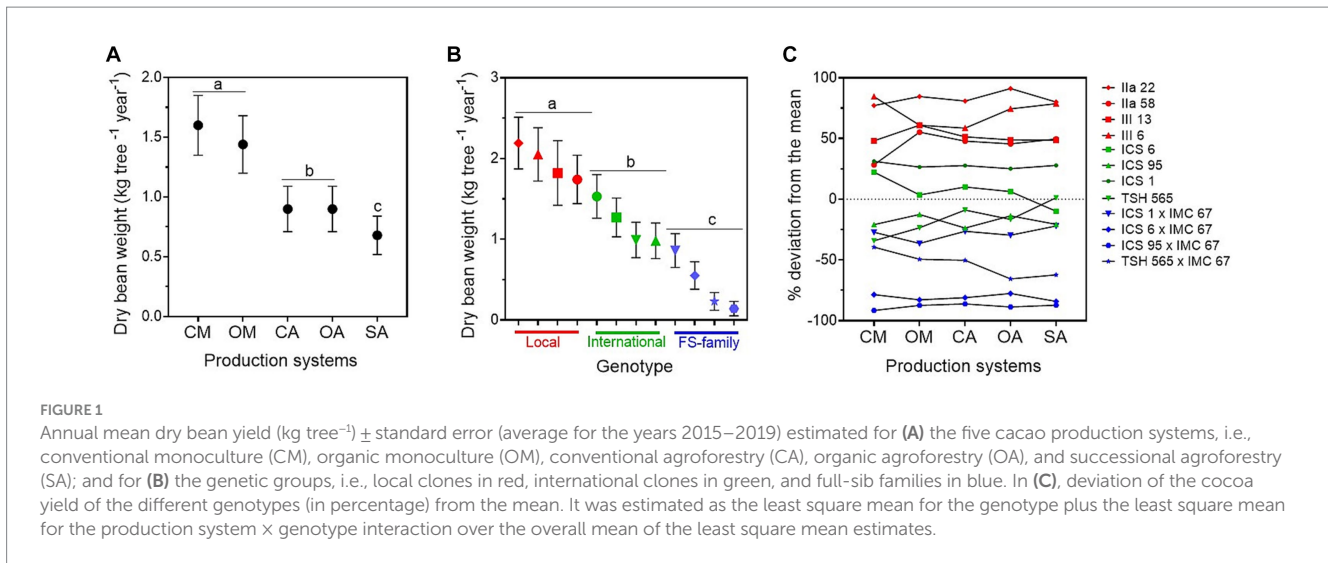 A
Dry bean weight (kg tree⁻¹ year⁻¹)
2.0
1.5
1.0
0.5
0.0
a
b
c
CM OM CA OA SA
Production systems
B
Dry bean weight (kg tree⁻¹ year⁻¹)
3
2
1
0
a
b
c
Local International FS-family
Genotype
C
% deviation from the mean
100
50
0
-50
-100
CM OM CA OA SA
Production systems
IIa 22
IIa 58
III 13
III 6
ICS 6
ICS 95
ICS 1
TSH 565
ICS 1 x IMC 67
ICS 6 x IMC 67
ICS 95 x IMC 67
TSH 565 x IMC 67
FIGURE 1
Annual mean dry bean yield (kg tree⁻¹) ± standard error (average for the years 2015–2019) estimated for (A) the five cacao production systems, i.e.,
conventional monoculture (CM), organic monoculture (OM), conventional agroforestry (CA), organic agroforestry (OA), and successional agroforestry
(SA); and for (B) the genetic groups, i.e., local clones in red, international clones in green, and full-sib families in blue. In (C), deviation of the cocoa
yield of the different genotypes (in percentage) from the mean. It was estimated as the least square mean for the genotype plus the least square mean
for the production system × genotype interaction over the overall mean of the least square mean estimates.